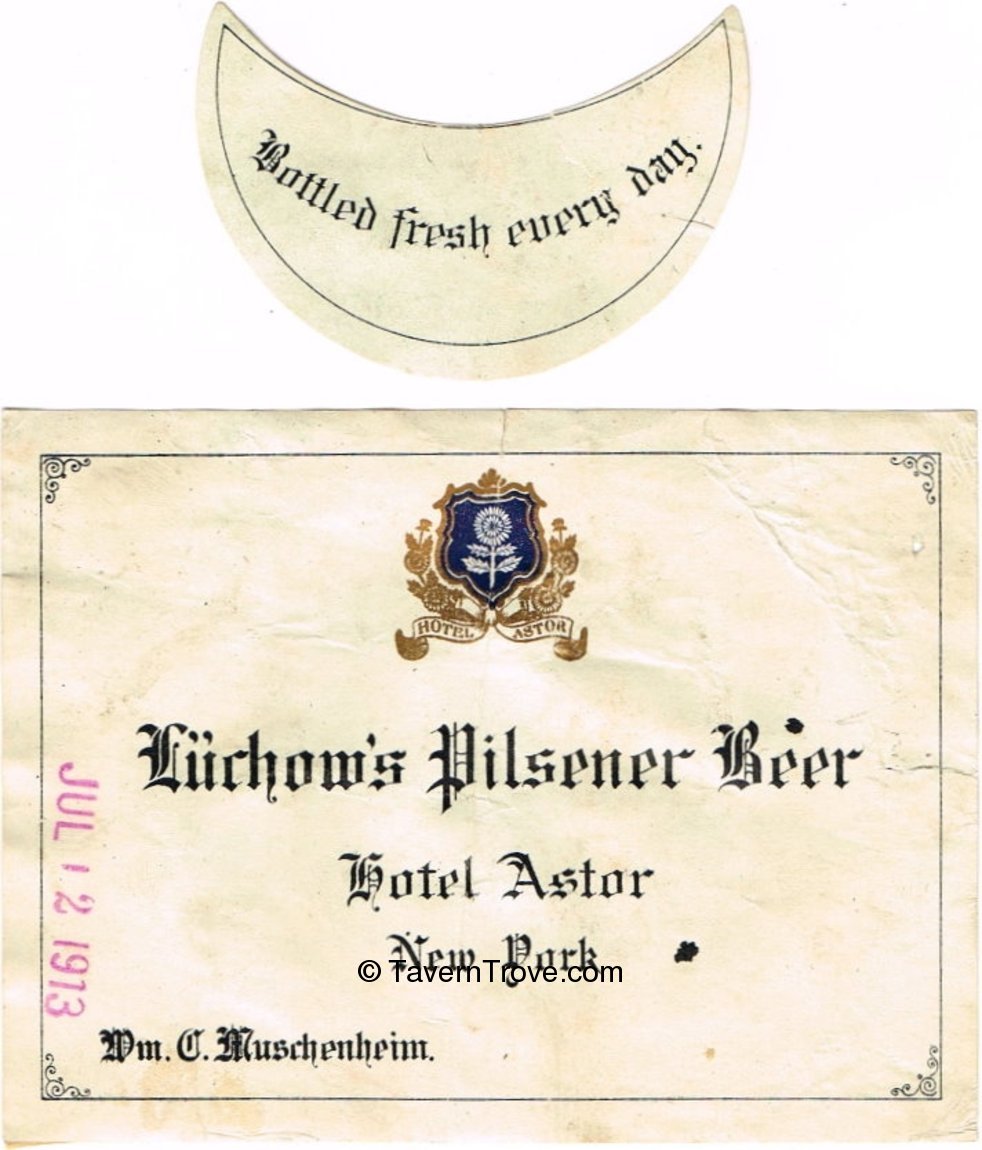 Bottled fresh every day.
HOTEL ASTOR
Lüchow's Pilsener Beer
Hotel Astor
New York
© TavernTrove.com
Wm. C. Muschenheim.
JUL 12 1913